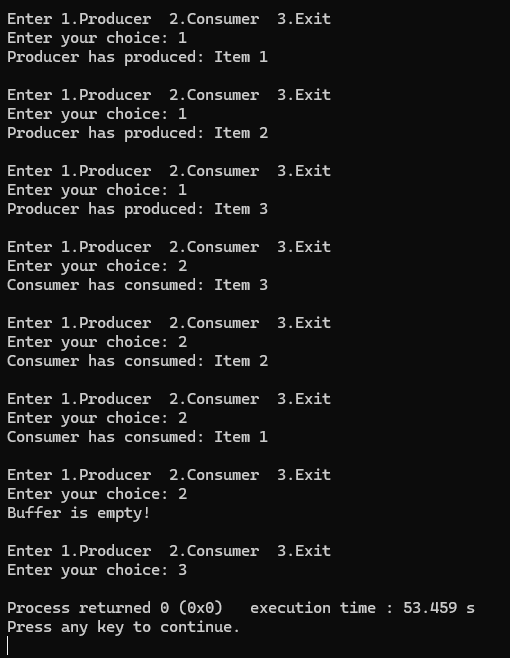 Enter 1.Producer  2.Consumer  3.Exit
Enter your choice: 1
Producer has produced: Item 1
Enter 1.Producer  2.Consumer  3.Exit
Enter your choice: 1
Producer has produced: Item 2
Enter 1.Producer  2.Consumer  3.Exit
Enter your choice: 1
Producer has produced: Item 3
Enter 1.Producer  2.Consumer  3.Exit
Enter your choice: 2
Consumer has consumed: Item 3
Enter 1.Producer  2.Consumer  3.Exit
Enter your choice: 2
Consumer has consumed: Item 2
Enter 1.Producer  2.Consumer  3.Exit
Enter your choice: 2
Consumer has consumed: Item 1
Enter 1.Producer  2.Consumer  3.Exit
Enter your choice: 2
Buffer is empty!
Enter 1.Producer  2.Consumer  3.Exit
Enter your choice: 3
Process returned 0 (0x0)   execution time : 53.459 s
Press any key to continue.